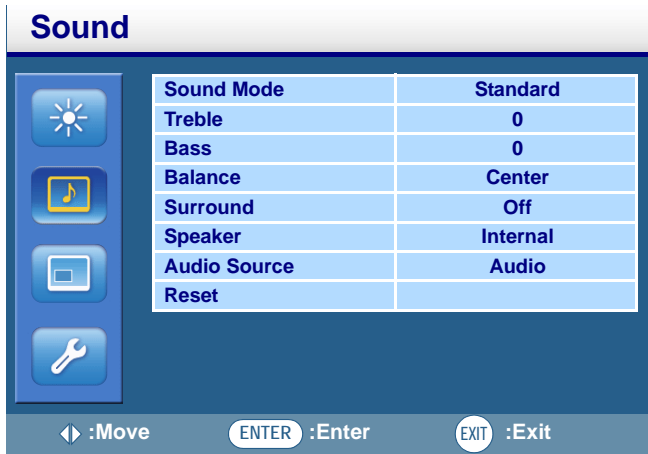 Sound
Sound Mode Standard
Treble 0
Bass 0
Balance Center
Surround Off
Speaker Internal
Audio Source Audio
Reset
:Move ENTER :Enter EXIT :Exit